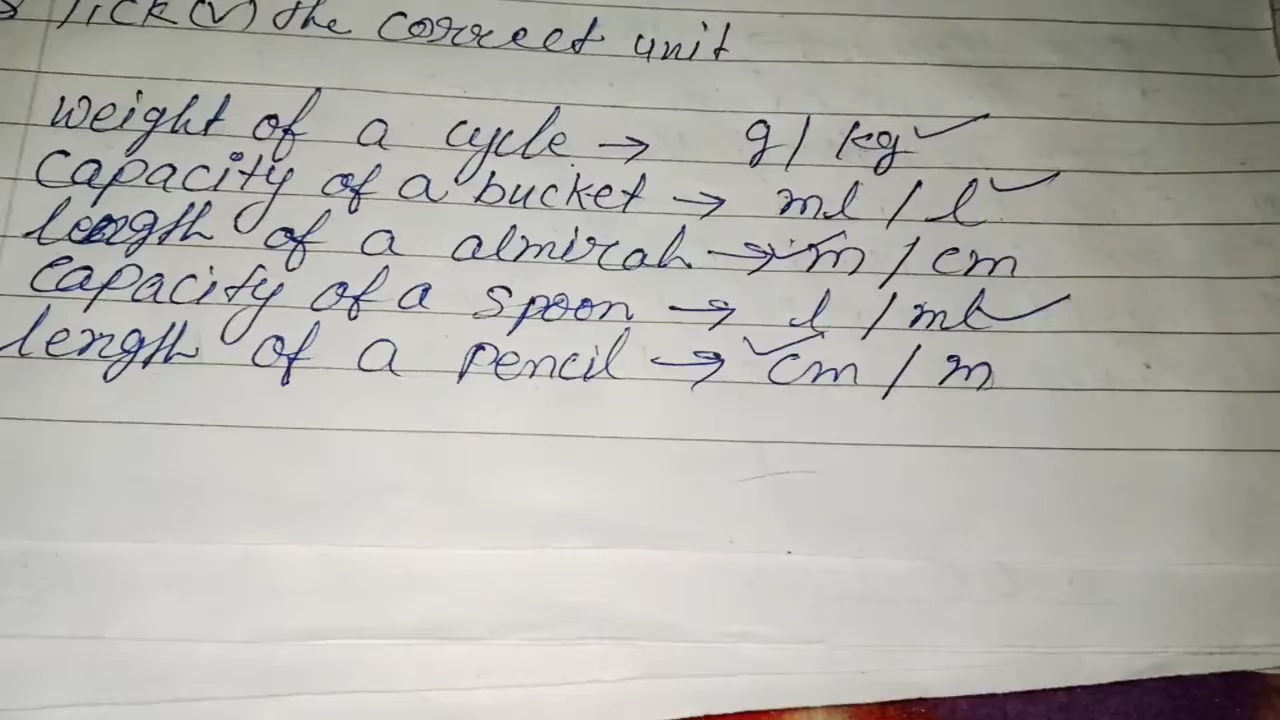 Tick (✓) the correct unit
weight of a cycle → g / kg ✓
capacity of a bucket → ml / l ✓
length of a almirah → ✓ m / cm
capacity of a spoon → l / ml ✓
length of a pencil → ✓ cm / m